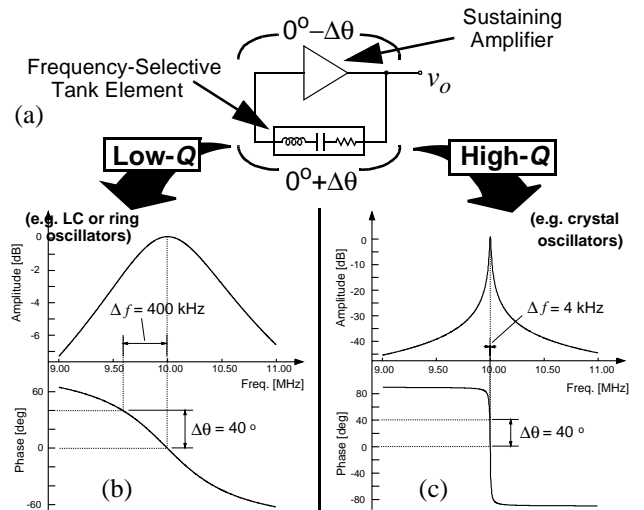 0° – Δθ
Sustaining
Amplifier
Frequency-Selective
Tank Element
v_o
(a)
Low-Q
High-Q
0° + Δθ
(e.g. LC or ring
oscillators)
(e.g. crystal
oscillators)
Amplitude [dB]
0
-2
-4
-6
Δf = 400 kHz
9.00
9.50
10.00
10.50
11.00
Freq. [MHz]
Phase [deg]
60
0
-60
Δθ = 40 °
(b)
Amplitude [dB]
0
-10
-20
-30
-40
Δf = 4 kHz
9.00
9.50
10.00
10.50
11.00
Freq. [MHz]
Phase [deg]
80
40
0
-40
-80
Δθ = 40 °
(c)